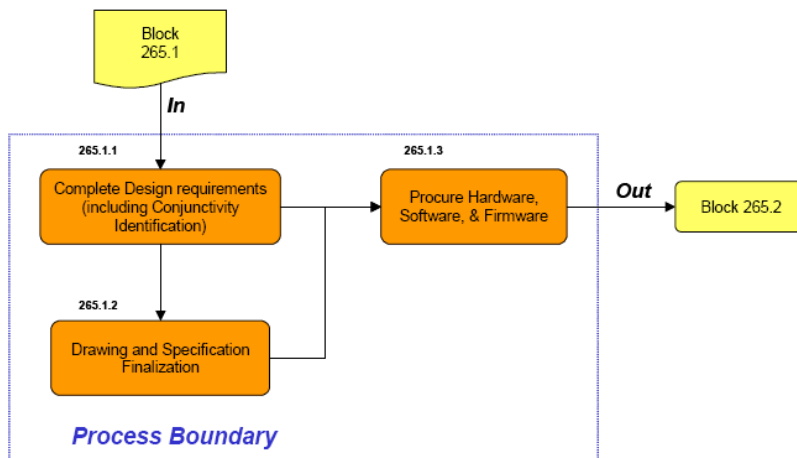 Block
265.1
In
265.1.1
265.1.3
Complete Design requirements
(including Conjunctivity
Identification)
Procure Hardware,
Software, & Firmware
Out
Block 265.2
265.1.2
Drawing and Specification
Finalization
Process Boundary